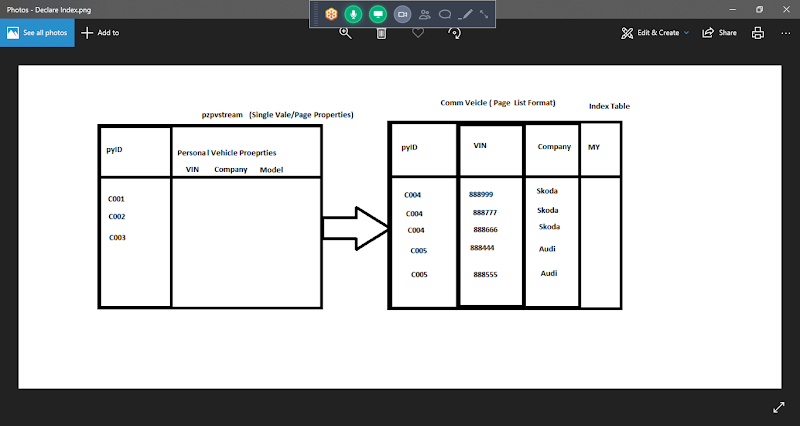 Photos - Declare Index.png
See all photos
Add to
Edit & Create
Share
Comm Veicle ( Page List Format)
Index Table
pzpvstream (Single Vale/Page Properties)
pyID
Personal Vehicle Proeprties
VIN Company Model
C001
C002
C003
pyID VIN Company MY
C004 888999 Skoda
C004 888777 Skoda
C004 888666 Skoda
C005 888444 Audi
C005 888555 Audi